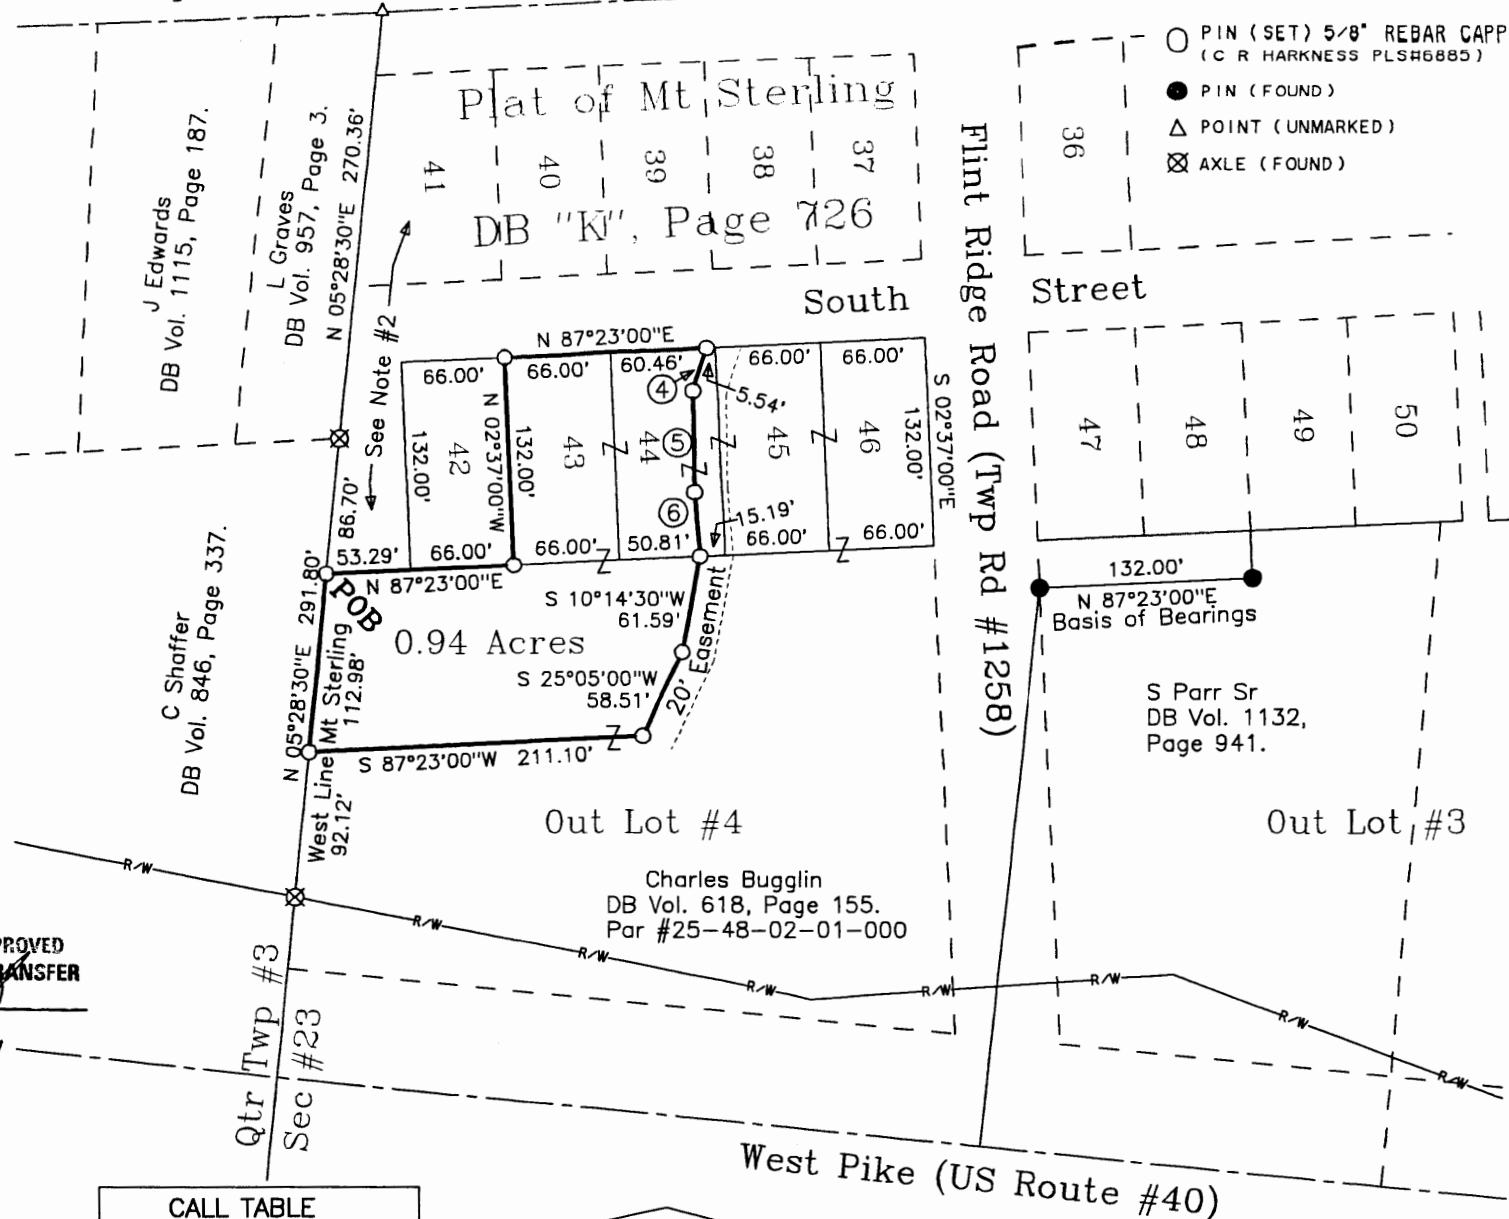 PIN (SET) 5/8" REBAR CAPP
(C R HARKNESS PLS#6885)
PIN (FOUND)
POINT (UNMARKED)
AXLE (FOUND)
Plat of Mt Sterling
DB "K", Page 726
41
40
39
38
37
36
J Edwards
DB Vol. 1115, Page 187.
L Graves
DB Vol. 957, Page 3.
N 05°28'30"E 270.36'
See Note #2
South Street
Flint Ridge Road (Twp Rd #1258)
N 87°23'00"E
66.00'
66.00'
60.46'
66.00'
66.00'
4
5.54'
5
6
15.19'
132.00'
42
N 02°37'00"W
132.00'
43
44
45
46
132.00'
S 02°37'00"E
47
48
49
50
86.70'
53.29'
66.00'
66.00'
50.81'
66.00'
66.00'
N 87°23'00"E
POB
132.00'
N 87°23'00"E
Basis of Bearings
0.94 Acres
S 10°14'30"W
61.59'
S 25°05'00"W
58.51'
20' Easement
S 87°23'00"W 211.10'
N 05°28'30"E 291.80'
West Line Mt Sterling
112.98'
92.12'
C Shaffer
DB Vol. 846, Page 337.
S Parr Sr
DB Vol. 1132,
Page 941.
Out Lot #4
Out Lot #3
Charles Bugglin
DB Vol. 618, Page 155.
Par #25-48-02-01-000
R/W
R/W
R/W
R/W
R/W
R/W
R/W
R/W
PROVED
RANSFER
Qtr Twp #3
Sec #23
West Pike (US Route #40)
CALL TABLE